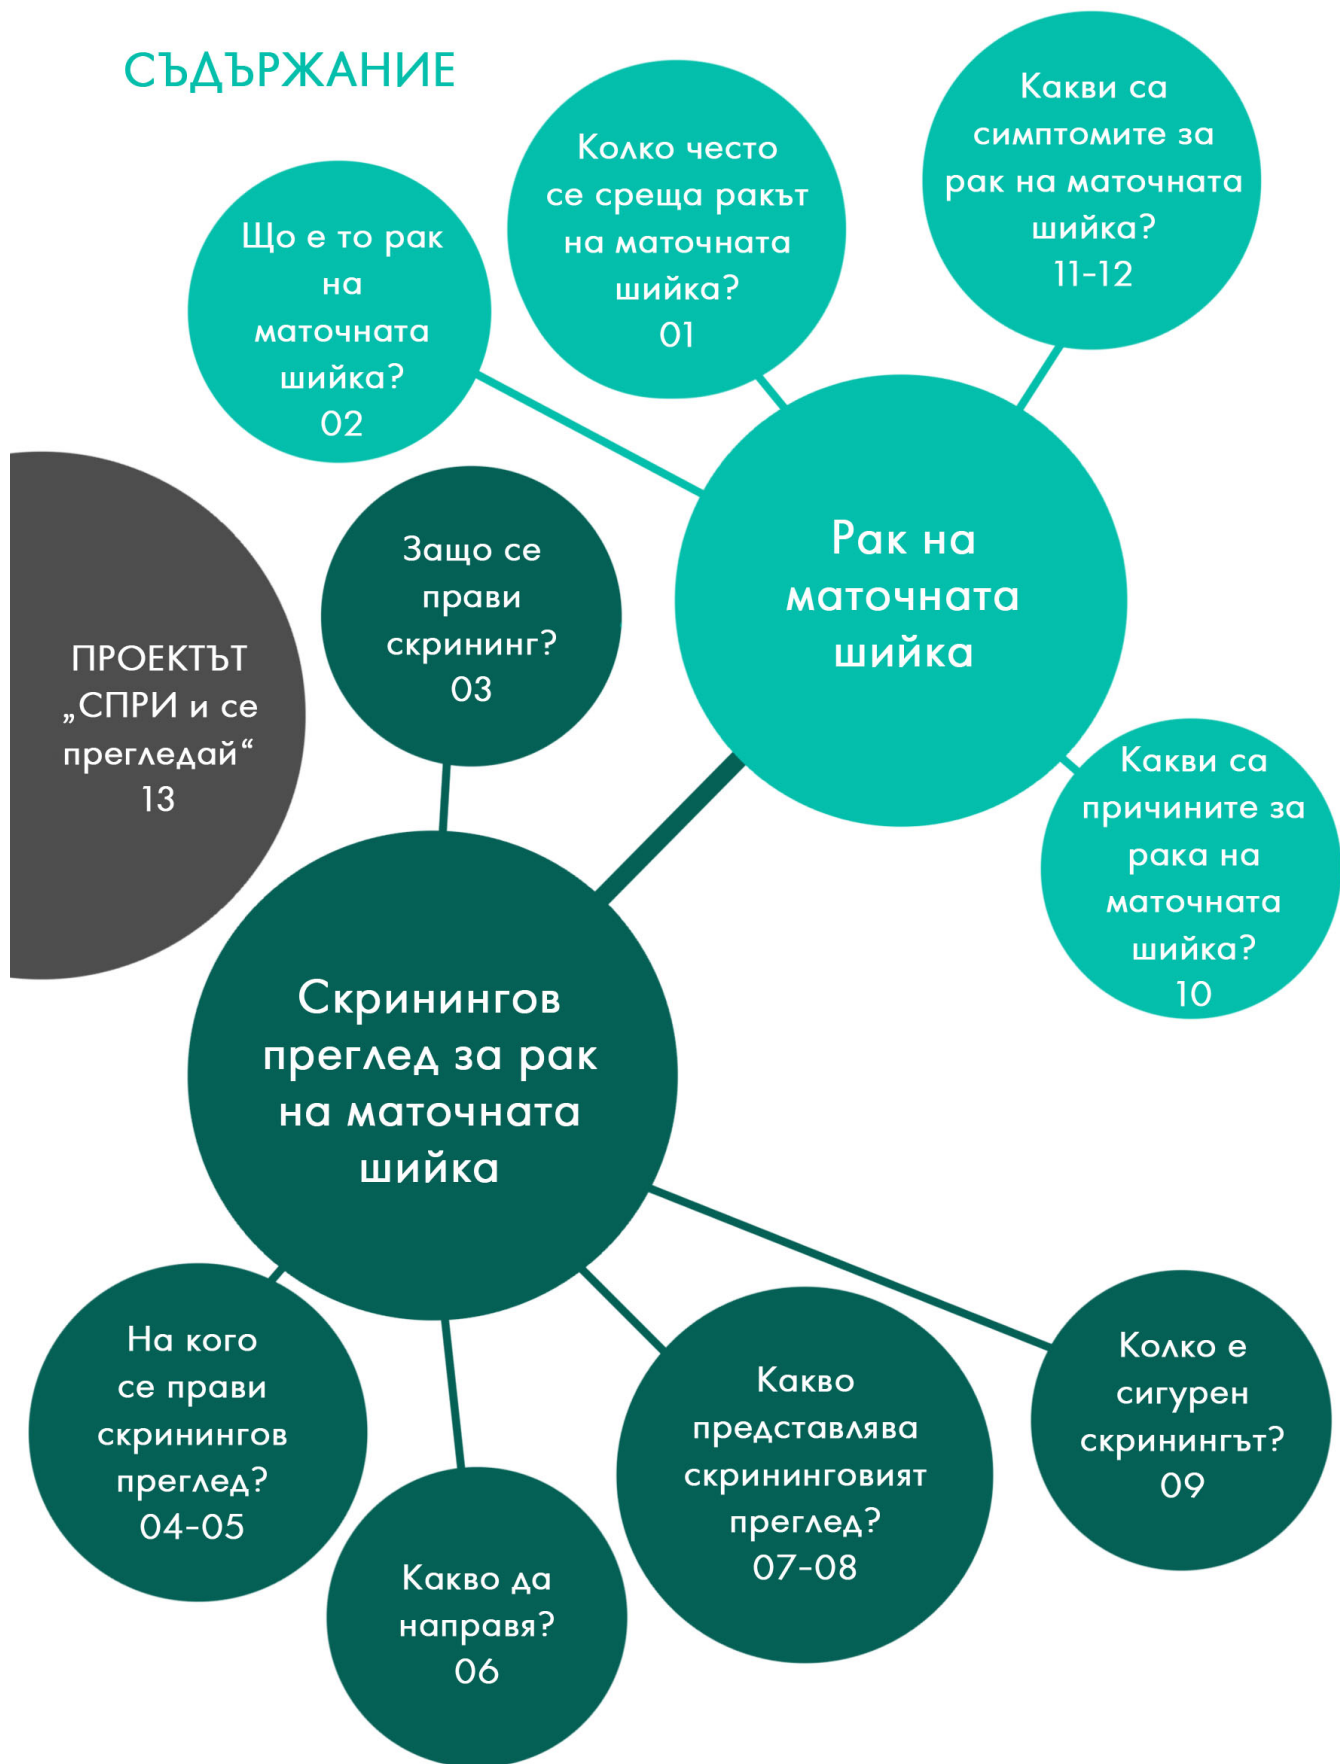 СЪДЪРЖАНИЕ
Що е то рак
на
маточната
шийка?
02
Колко често
се среща ракът
на маточната
шийка?
01
Какви са
симптомите за
рак на маточната
шийка?
11-12
Рак на
маточната
шийка
Защо се
прави
скрининг?
03
ПРОЕКТЪТ
„СПРИ и се
прегледай“
13
Какви са
причините за
рака на
маточната
шийка?
10
Скринингов
преглед за рак
на маточната
шийка
На кого
се прави
скринингов
преглед?
04-05
Какво да
направя?
06
Какво
представлява
скрининговият
преглед?
07-08
Колко е
сигурен
скринингът?
09